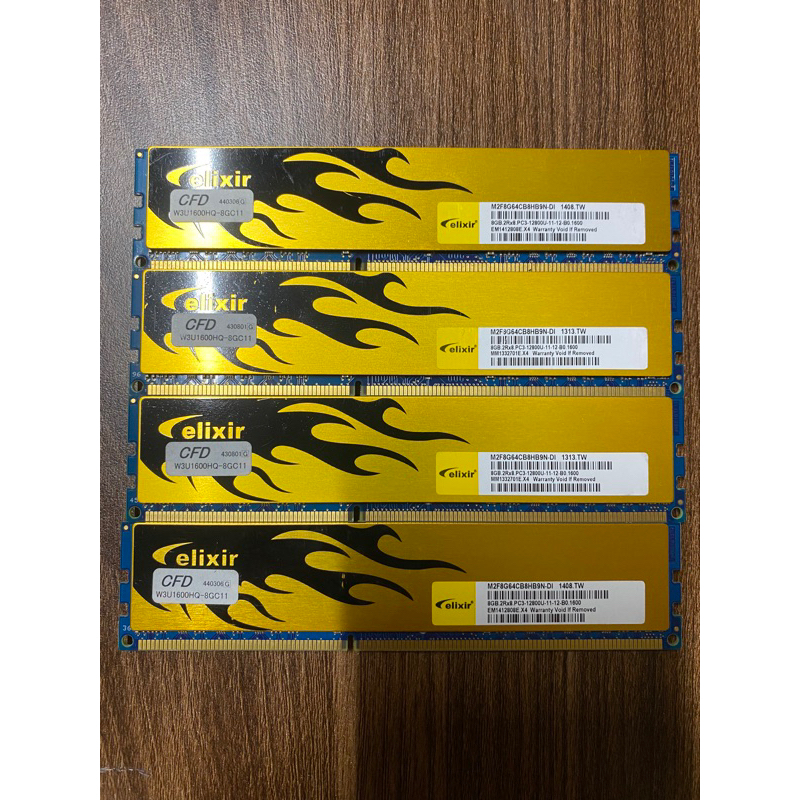 elixir
CFD 440306G
W3U1600HQ-8GC11
elixir
M2F8G64CB8HB9N-DI 1408.TW
8GB.2Rx8.PC3-12800U-11-12-B0.1600
EM1412808E.X4 Warranty Void If Removed
elixir
CFD 430801G
W3U1600HQ-8GC11
elixir
M2F8G64CB8HB9N-DI 1313.TW
8GB.2Rx8.PC3-12800U-11-12-B0.1600
MM1332701E.X4 Warranty Void If Removed
elixir
CFD 430801G
W3U1600HQ-8GC11
elixir
M2F8G64CB8HB9N-DI 1313.TW
8GB.2Rx8.PC3-12800U-11-12-B0.1600
MM1332701E.X4 Warranty Void If Removed
elixir
CFD 440306G
W3U1600HQ-8GC11
elixir
M2F8G64CB8HB9N-DI 1408.TW
8GB.2Rx8.PC3-12800U-11-12-B0.1600
EM1412808E.X4 Warranty Void If Removed